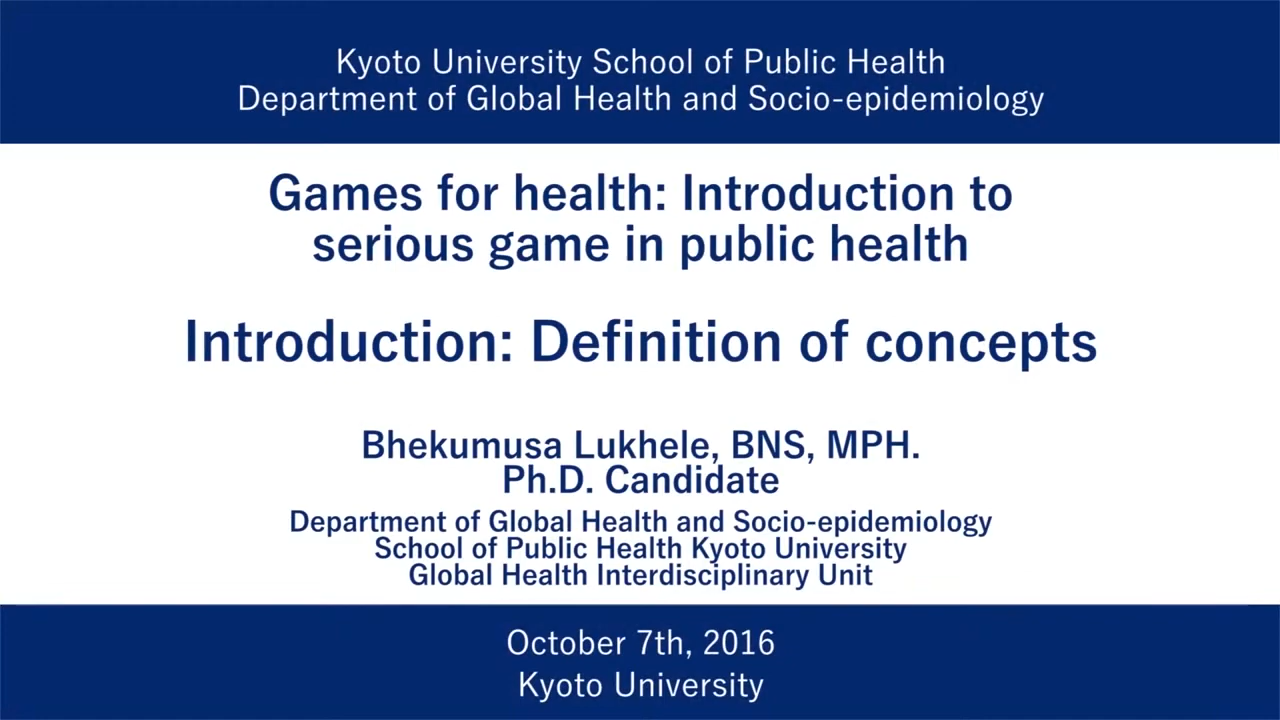 Kyoto University School of Public Health
Department of Global Health and Socio-epidemiology
Games for health: Introduction to
serious game in public health
Introduction: Definition of concepts
Bhekumusa Lukhele, BNS, MPH.
Ph.D. Candidate
Department of Global Health and Socio-epidemiology
School of Public Health Kyoto University
Global Health Interdisciplinary Unit
October 7th, 2016
Kyoto University